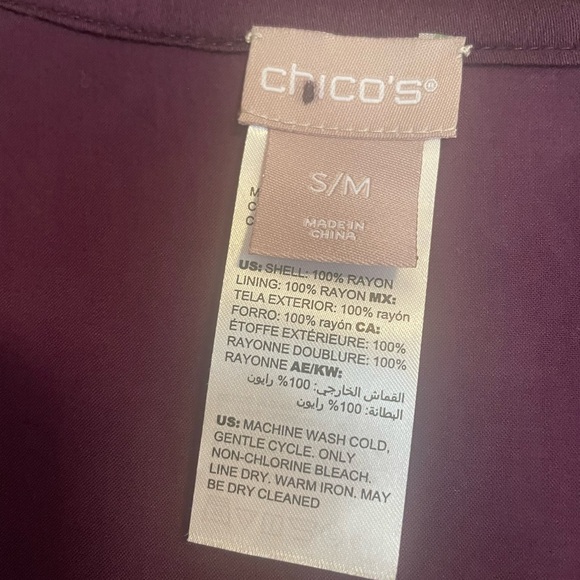 chico's®
S/M
MADE IN
CHINA
M
C
C
US: SHELL: 100% RAYON
LINING: 100% RAYON MX:
TELA EXTERIOR: 100% rayón
FORRO: 100% rayón CA:
ÉTOFFE EXTÉRIEURE: 100%
RAYONNE DOUBLURE: 100%
RAYONNE AE/KW:
القماش الخارجي: 100% رايون
البطانة: 100% رايون
US: MACHINE WASH COLD,
GENTLE CYCLE. ONLY
NON-CHLORINE BLEACH.
LINE DRY. WARM IRON. MAY
BE DRY CLEANED